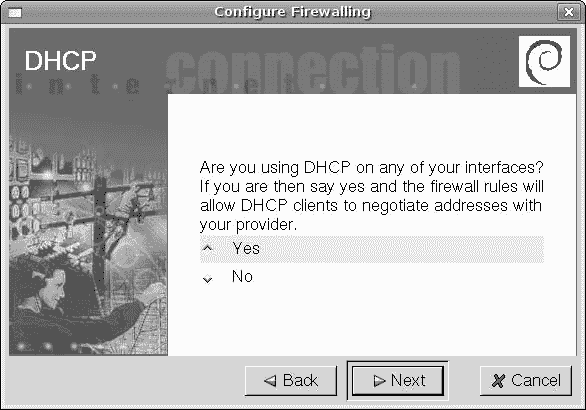 Configure Firewalling
DHCP
connection
internet
Are you using DHCP on any of your interfaces?
If you are then say yes and the firewall rules will
allow DHCP clients to negotiate addresses with
your provider.
Yes
No
Back
Next
Cancel